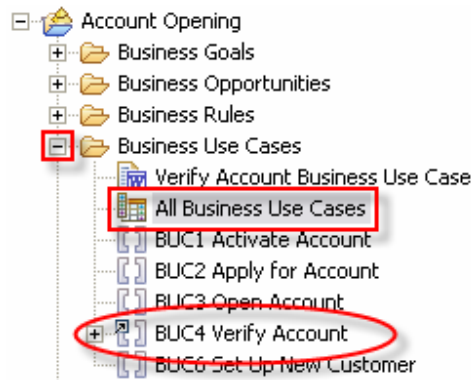 Account Opening
Business Goals
Business Opportunities
Business Rules
Business Use Cases
Verify Account Business Use Case
All Business Use Cases
BUC1 Activate Account
BUC2 Apply for Account
BUC3 Open Account
BUC4 Verify Account
BUC6 Set Up New Customer